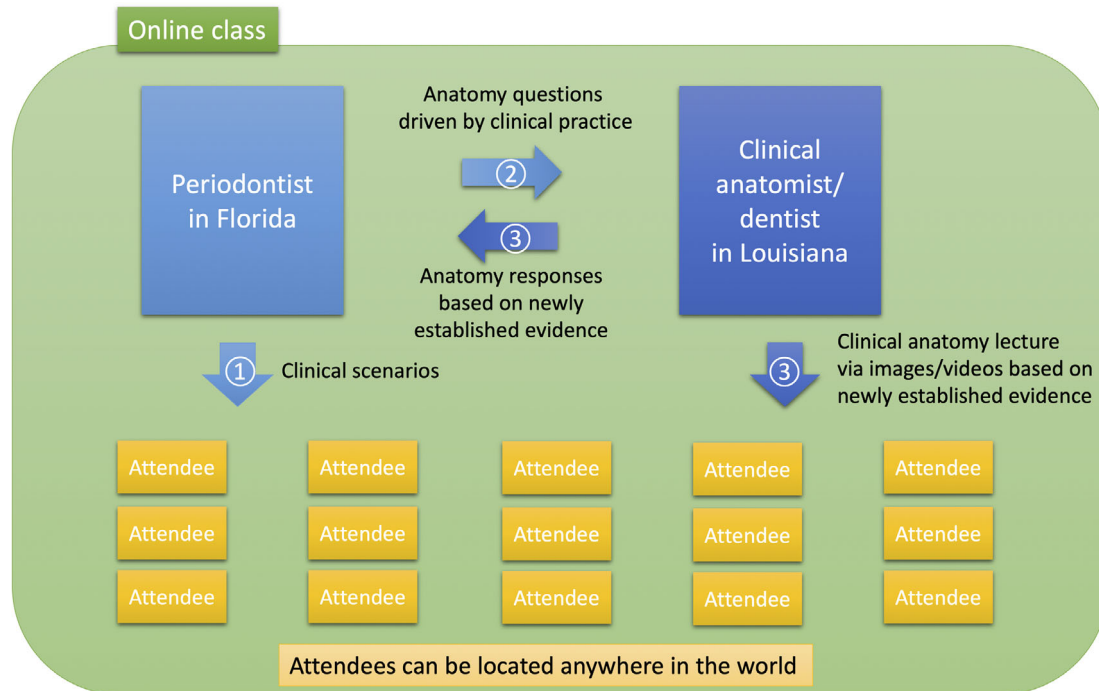 Online class
Periodontist
in Florida
Anatomy questions
driven by clinical practice
②
③
Anatomy responses
based on newly
established evidence
Clinical
anatomist/
dentist
in Louisiana
①
Clinical scenarios
③
Clinical anatomy lecture
via images/videos based on
newly established evidence
Attendee Attendee Attendee Attendee Attendee
Attendee Attendee Attendee Attendee Attendee
Attendee Attendee Attendee Attendee Attendee
Attendees can be located anywhere in the world